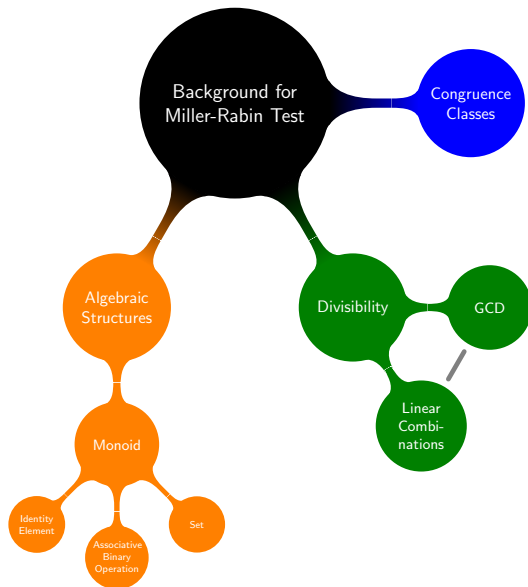 Background for
Miller-Rabin Test
Congruence
Classes
Algebraic
Structures
Divisibility
GCD
Linear
Combi-
nations
Monoid
Identity
Element
Associative
Binary
Operation
Set